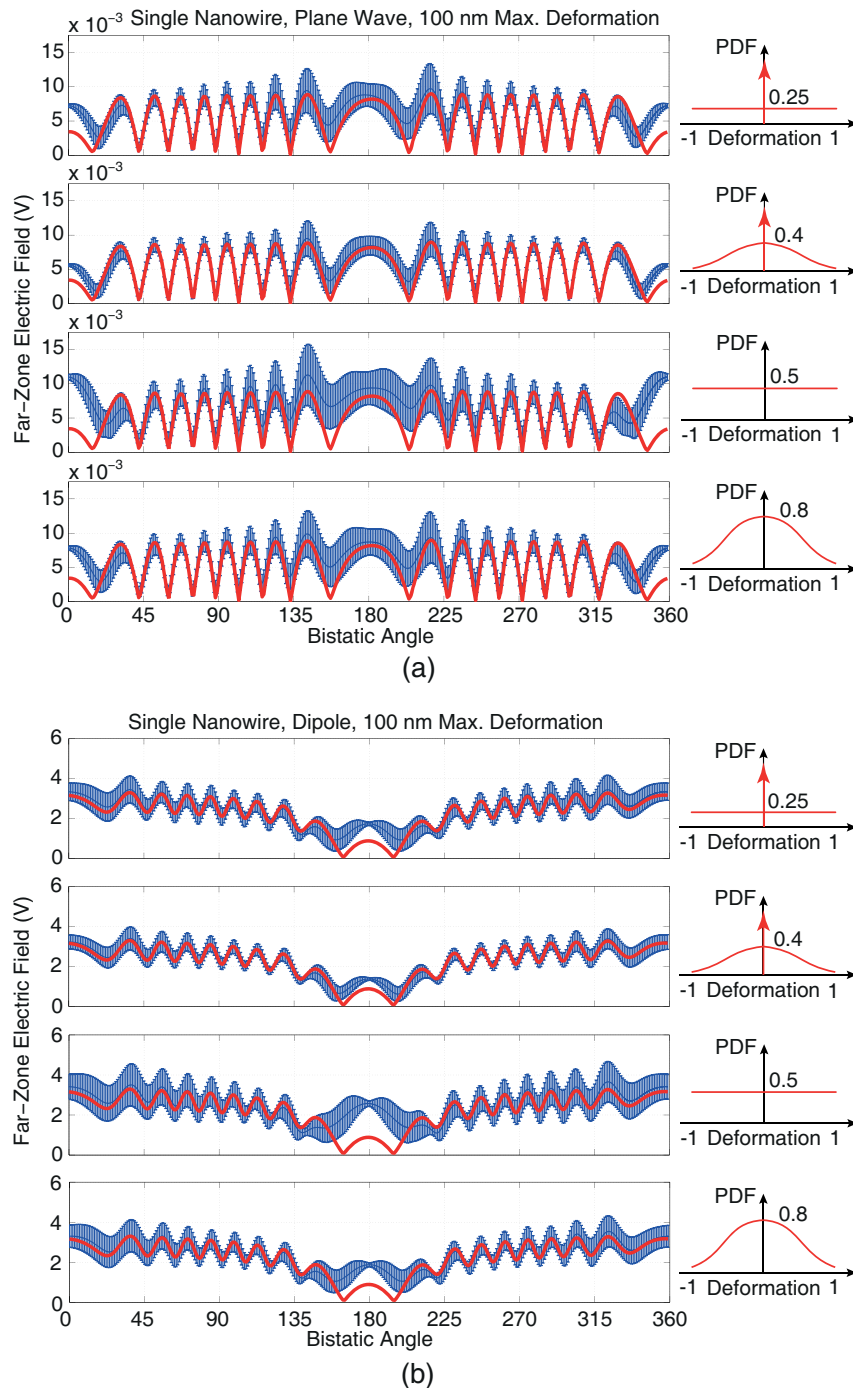 × 10⁻³ Single Nanowire, Plane Wave, 100 nm Max. Deformation
15
10
5
0
PDF
0.25
-1 Deformation 1
× 10⁻³
15
10
5
0
PDF
0.4
-1 Deformation 1
× 10⁻³
15
10
5
0
PDF
0.5
-1 Deformation 1
× 10⁻³
15
10
5
0
PDF
0.8
-1 Deformation 1
Far−Zone Electric Field (V)
0 45 90 135 180 225 270 315 360
Bistatic Angle
(a)
Single Nanowire, Dipole, 100 nm Max. Deformation
6
4
2
0
PDF
0.25
-1 Deformation 1
6
4
2
0
PDF
0.4
-1 Deformation 1
6
4
2
0
PDF
0.5
-1 Deformation 1
6
4
2
0
PDF
0.8
-1 Deformation 1
Far−Zone Electric Field (V)
0 45 90 135 180 225 270 315 360
Bistatic Angle
(b)